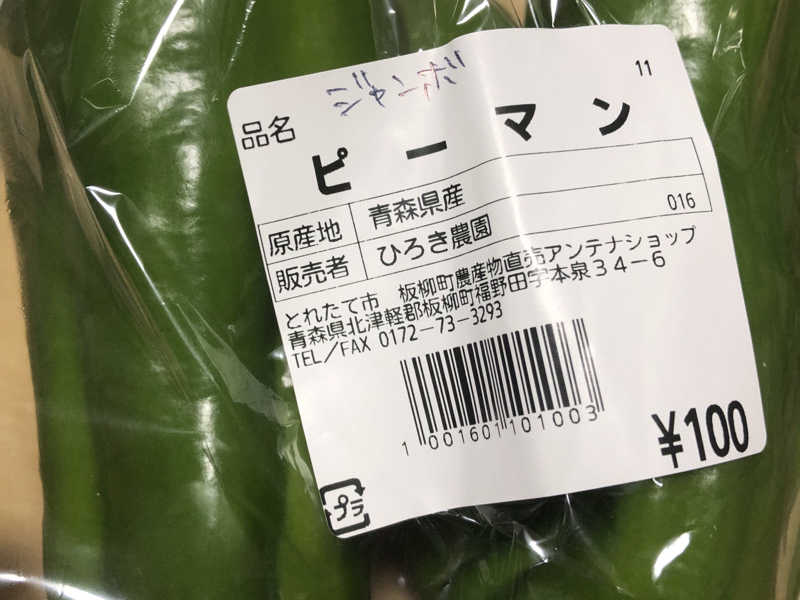 ジャンボ
11
品名
ピーマン
原産地 青森県産
販売者 ひろき農園 016
とれたて市 板柳町農産物直売アンテナショップ
青森県北津軽郡板柳町福野田字本泉34-6
TEL/FAX 0172-73-3293
1 001601 101003
プラ
¥100